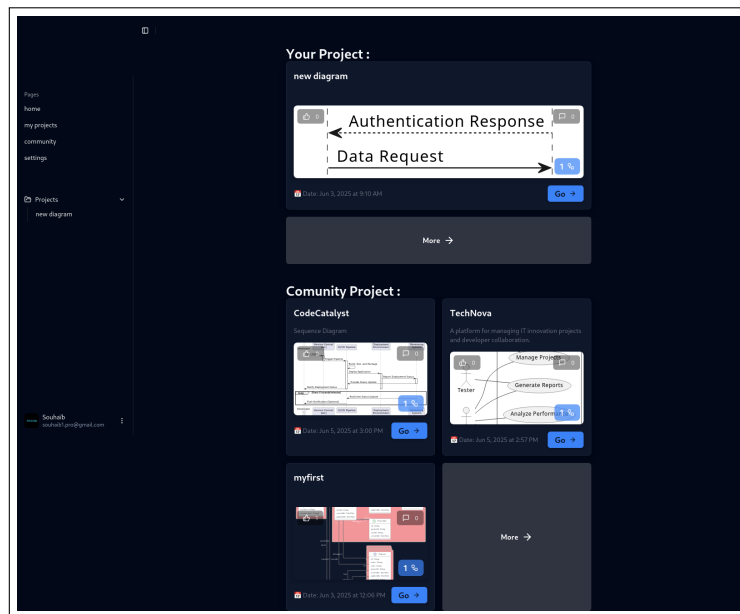 Your Project :
new diagram
0
0
Authentication Response
Data Request
1
Date: Jun 3, 2025 at 9:10 AM
Go →
More →
Pages
home
my projects
community
settings
Projects
new diagram
Souhaib
souhaib1.pro@gmail.com
Comunity Project :
CodeCatalyst
Sequence Diagram
0
1
Date: Jun 5, 2025 at 3:00 PM
Go →
TechNova
A platform for managing IT innovation projects
and developer collaboration.
0
0
Manage Projects
Tester
Generate Reports
1
Date: Jun 5, 2025 at 2:57 PM
Go →
myfirst
0
1
Date: Jun 3, 2025 at 12:06 PM
Go →
More →